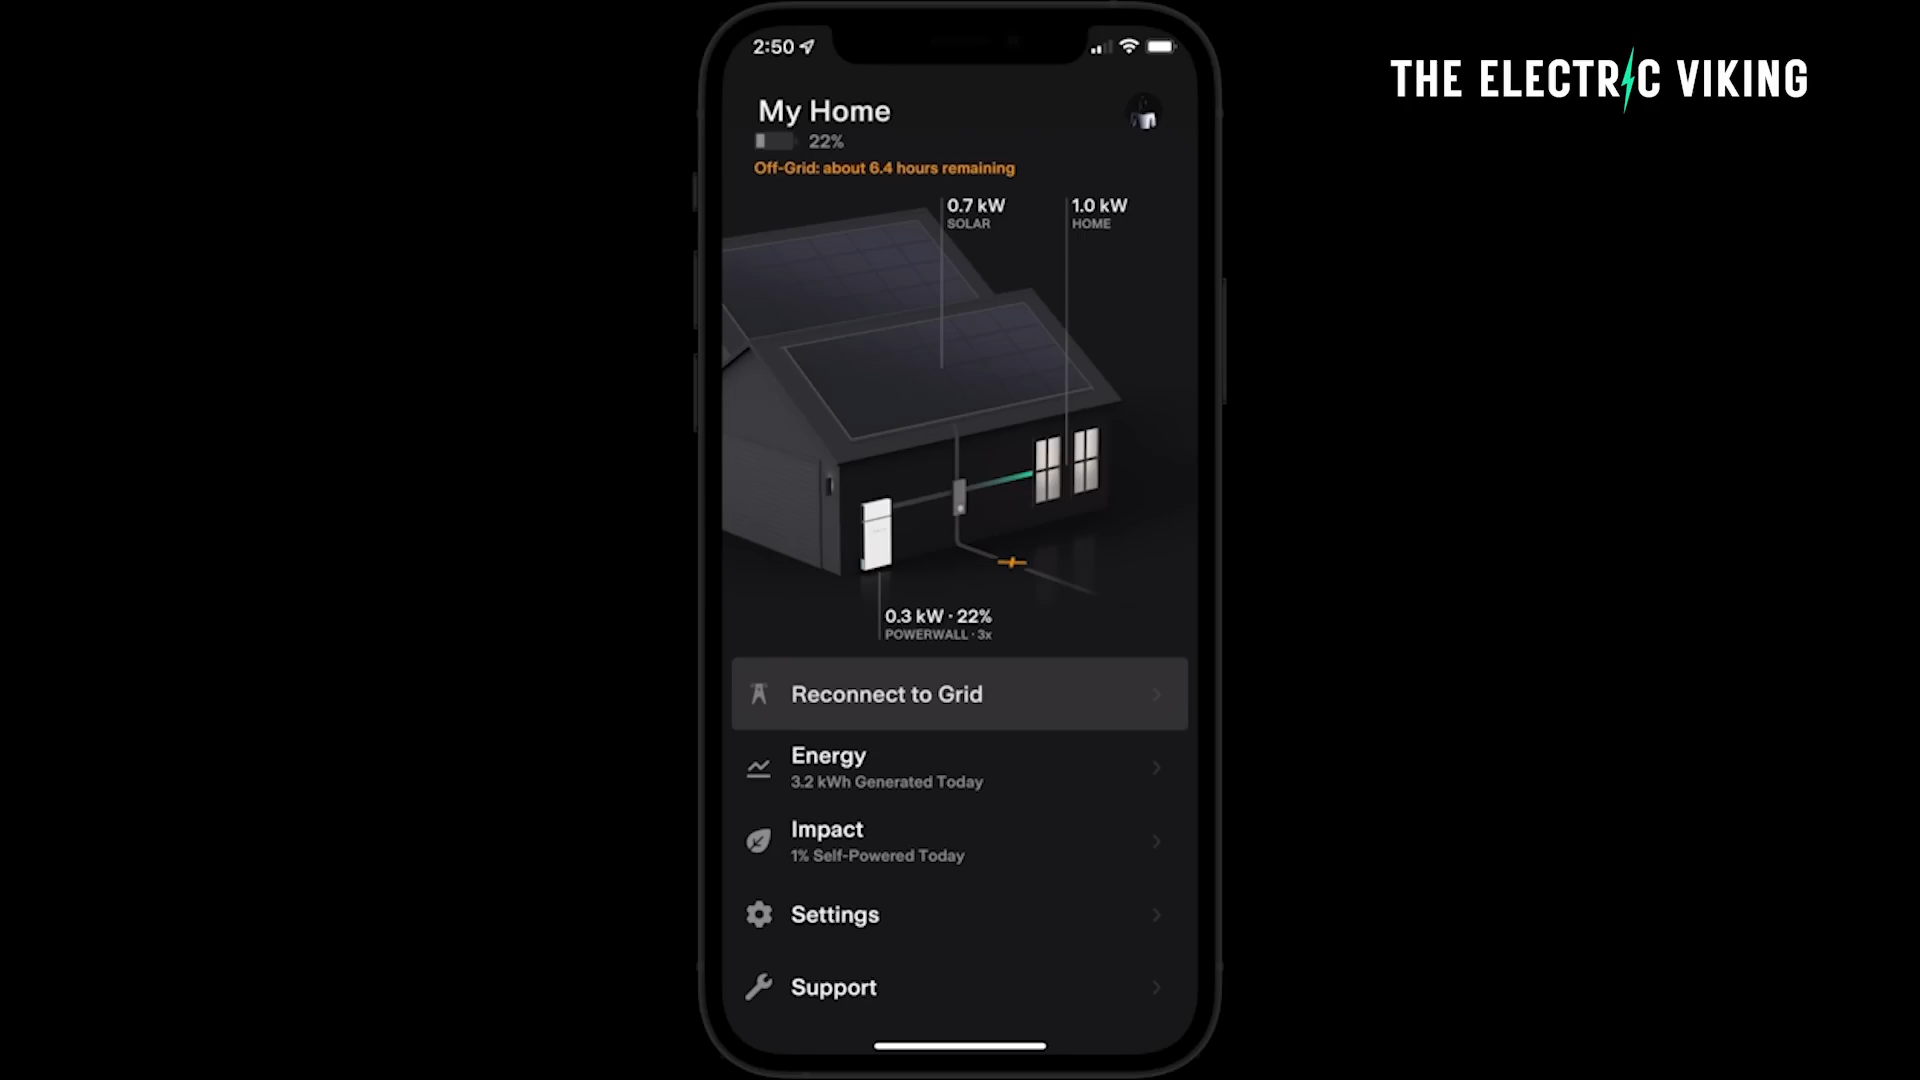 2:50
THE ELECTRIC VIKING
My Home
22%
Off-Grid: about 6.4 hours remaining
0.7 kW
SOLAR
1.0 kW
HOME
0.3 kW · 22%
POWERWALL · 3x
Reconnect to Grid
Energy
3.2 kWh Generated Today
Impact
1% Self-Powered Today
Settings
Support